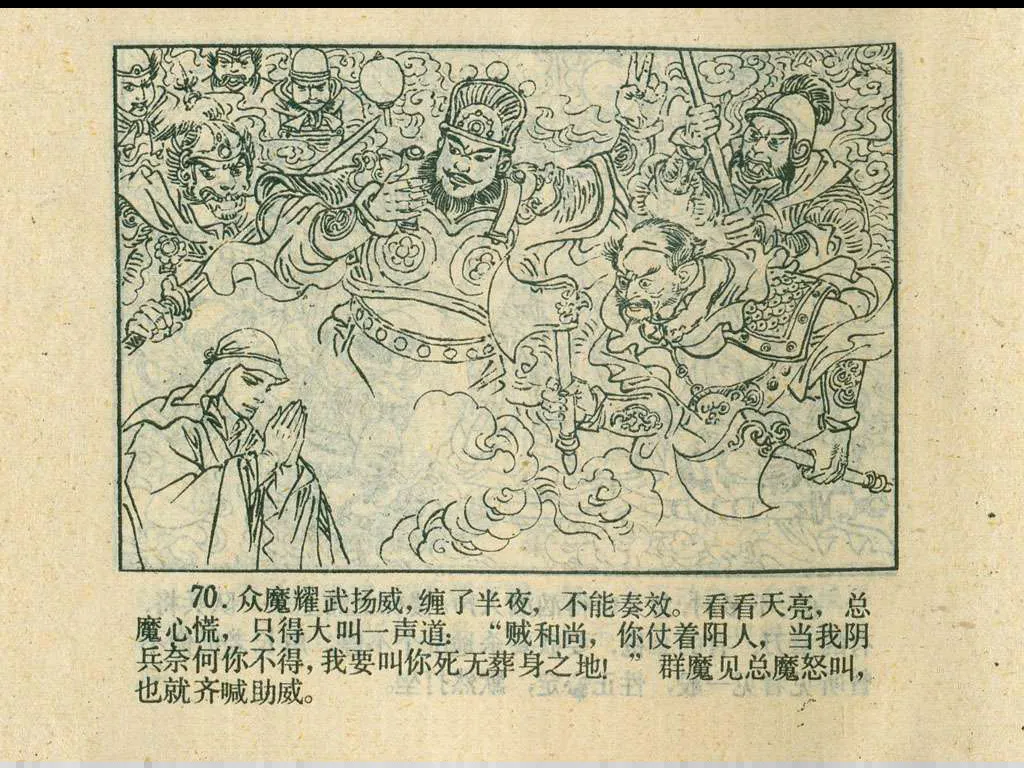 70. 众魔耀武扬威，缠了半夜，不能奏效。看看天亮，总
魔心慌，只得大叫一声道：“贼和尚，你仗着阳人，当我阴
兵奈何你不得，我要叫你死无葬身之地！”群魔见总魔怒叫，
也就齐喊助威。